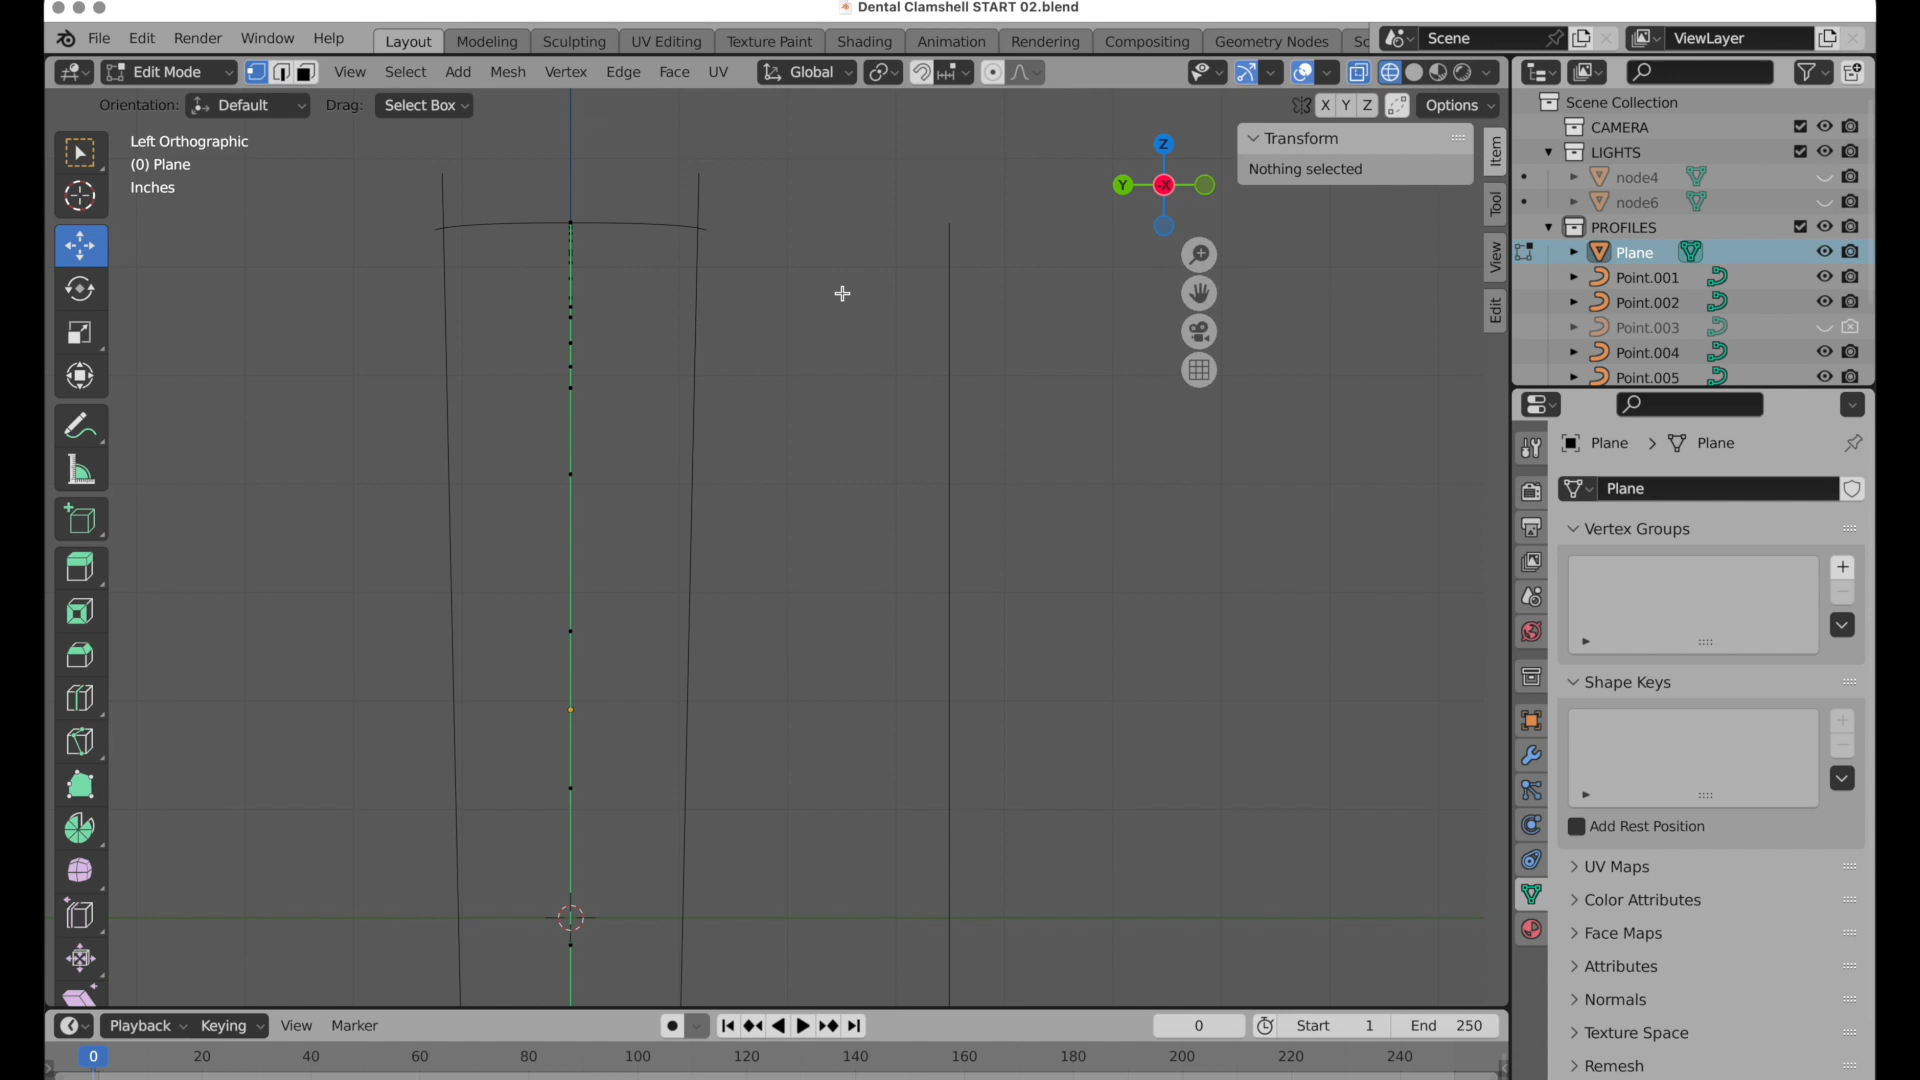 Dental Clamshell START 02.blend
File Edit Render Window Help Layout Modeling Sculpting UV Editing Texture Paint Shading Animation Rendering Compositing Geometry Nodes Sc Scene ViewLayer
Edit Mode View Select Add Mesh Vertex Edge Face UV Global
Orientation: Default Drag: Select Box X Y Z Options
Left Orthographic
(0) Plane
Inches
Z
Y
X
Transform
Nothing selected
Item
Tool
View
Edit
Scene Collection
CAMERA
LIGHTS
node4
node6
PROFILES
Plane
Point.001
Point.002
Point.003
Point.004
Point.005
Plane Plane
Plane
Vertex Groups
Shape Keys
Add Rest Position
UV Maps
Color Attributes
Face Maps
Attributes
Normals
Texture Space
Remesh
Playback Keying View Marker 0 Start 1 End 250
0 20 40 60 80 100 120 140 160 180 200 220 240